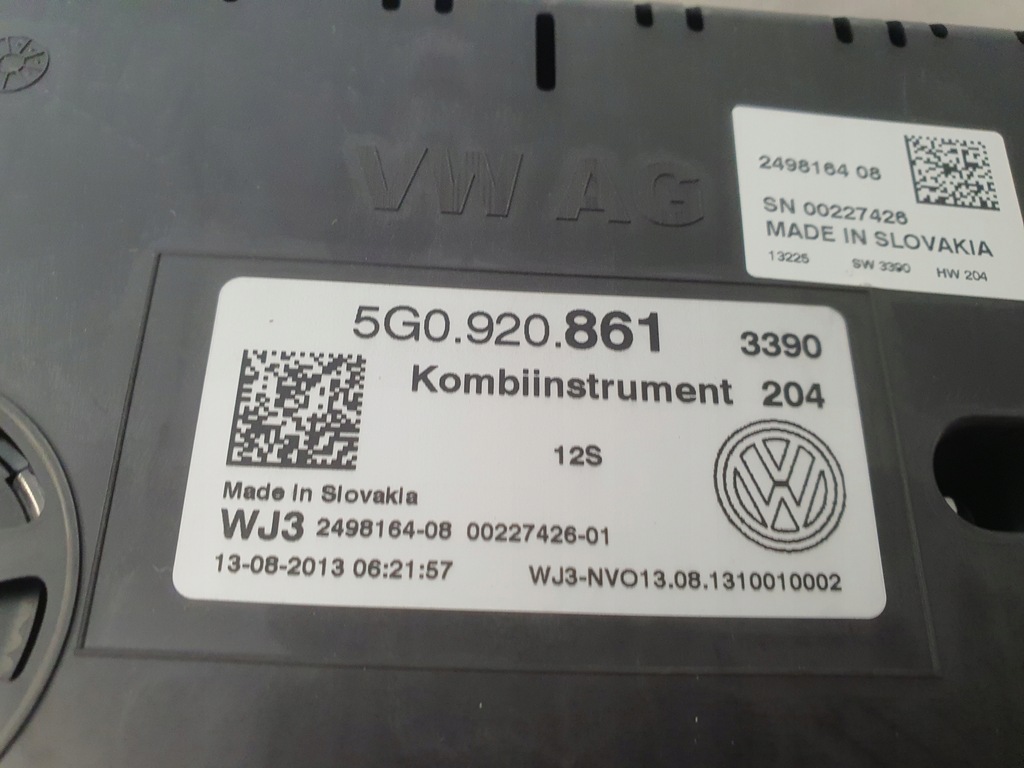 VW AG
2498164 08
SN 00227426
MADE IN SLOVAKIA
13225 SW 3390 HW 204
5G0.920.861 3390
Kombiinstrument 204
12S
Made In Slovakia
WJ3 2498164-08 00227426-01
13-08-2013 06:21:57 WJ3-NVO13.08.1310010002